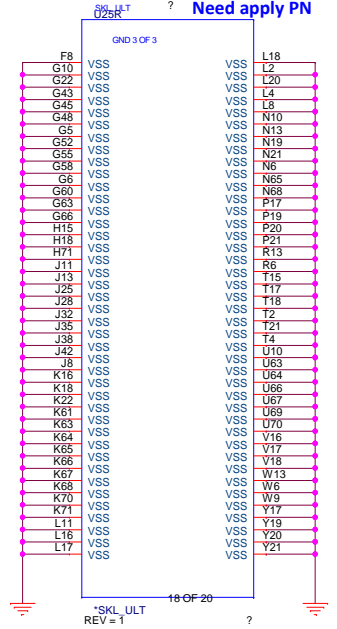 SKL_ULT ? Need apply PN
U25R
GND 3 OF 3
F8 VSS VSS L18
G10 VSS VSS L2
G22 VSS VSS L20
G43 VSS VSS L4
G45 VSS VSS L8
G48 VSS VSS N10
G5 VSS VSS N13
G52 VSS VSS N19
G55 VSS VSS N21
G58 VSS VSS N6
G6 VSS VSS N65
G60 VSS VSS N68
G63 VSS VSS P17
G66 VSS VSS P19
H15 VSS VSS P20
H18 VSS VSS P21
H71 VSS VSS R13
J11 VSS VSS R6
J13 VSS VSS T15
J25 VSS VSS T17
J28 VSS VSS T18
J32 VSS VSS T2
J35 VSS VSS T21
J38 VSS VSS T4
J42 VSS VSS U10
J8 VSS VSS U63
K16 VSS VSS U64
K18 VSS VSS U66
K22 VSS VSS U67
K61 VSS VSS U69
K63 VSS VSS U70
K64 VSS VSS V16
K65 VSS VSS V17
K66 VSS VSS V18
K67 VSS VSS W13
K68 VSS VSS W6
K70 VSS VSS W9
K71 VSS VSS Y17
L11 VSS VSS Y19
L16 VSS VSS Y20
L17 VSS VSS Y21
18 OF 20
*SKL_ULT
REV = 1 ?